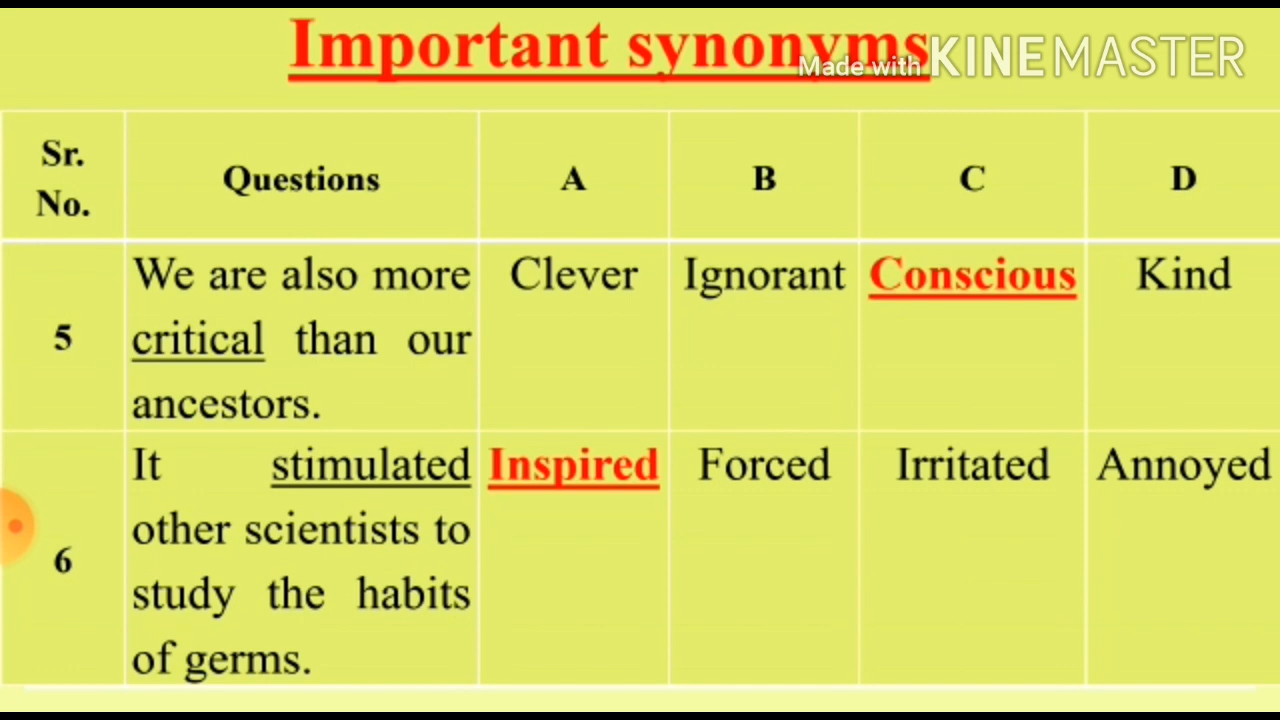 Important synonyms
Made with KINEMASTER
Sr. No. Questions A B C D
5 We are also more Clever Ignorant Conscious Kind
critical than our
ancestors.
6 It stimulated Inspired Forced Irritated Annoyed
other scientists to
study the habits
of germs.